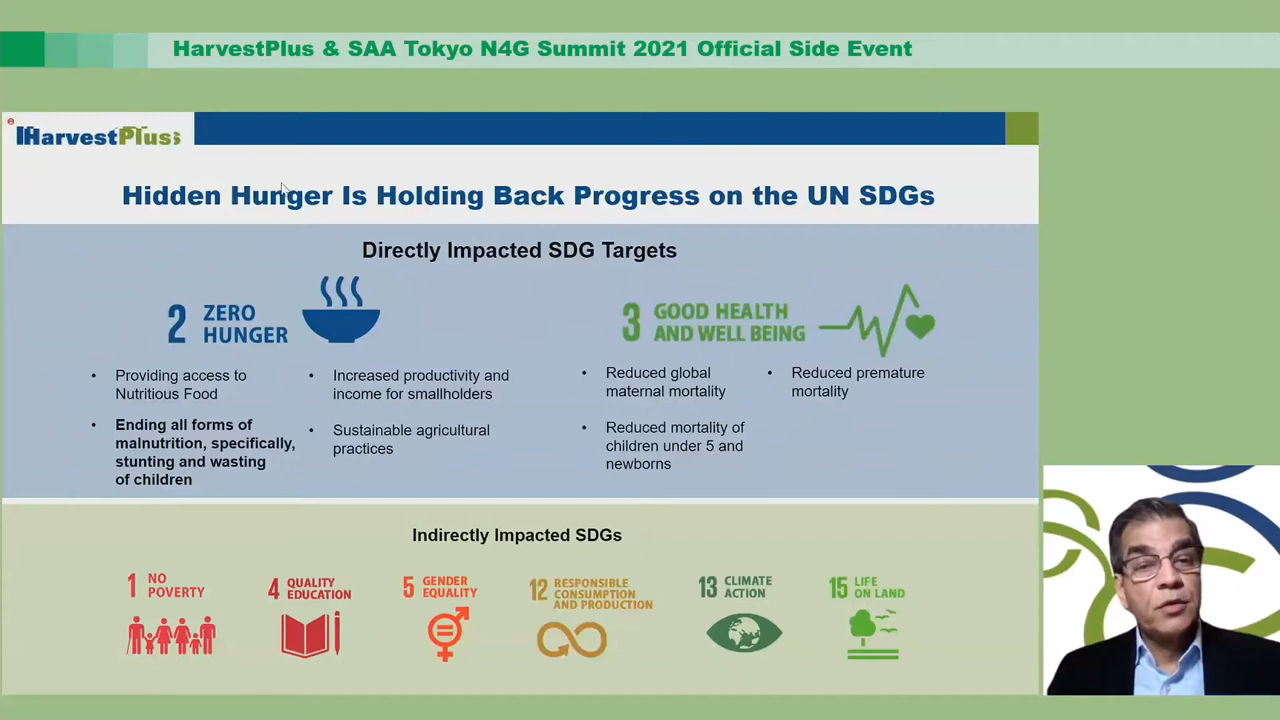 HarvestPlus & SAA Tokyo N4G Summit 2021 Official Side Event
HarvestPlus
Hidden Hunger Is Holding Back Progress on the UN SDGs
Directly Impacted SDG Targets
2 ZERO
HUNGER
• Providing access to
Nutritious Food
• Ending all forms of
malnutrition, specifically,
stunting and wasting
of children
• Increased productivity and
income for smallholders
• Sustainable agricultural
practices
3 GOOD HEALTH
AND WELL BEING
• Reduced global
maternal mortality
• Reduced mortality of
children under 5 and
newborns
• Reduced premature
mortality
Indirectly Impacted SDGs
1 NO
POVERTY
4 QUALITY
EDUCATION
5 GENDER
EQUALITY
12 RESPONSIBLE
CONSUMPTION
AND PRODUCTION
13 CLIMATE
ACTION
15 LIFE
ON LAND